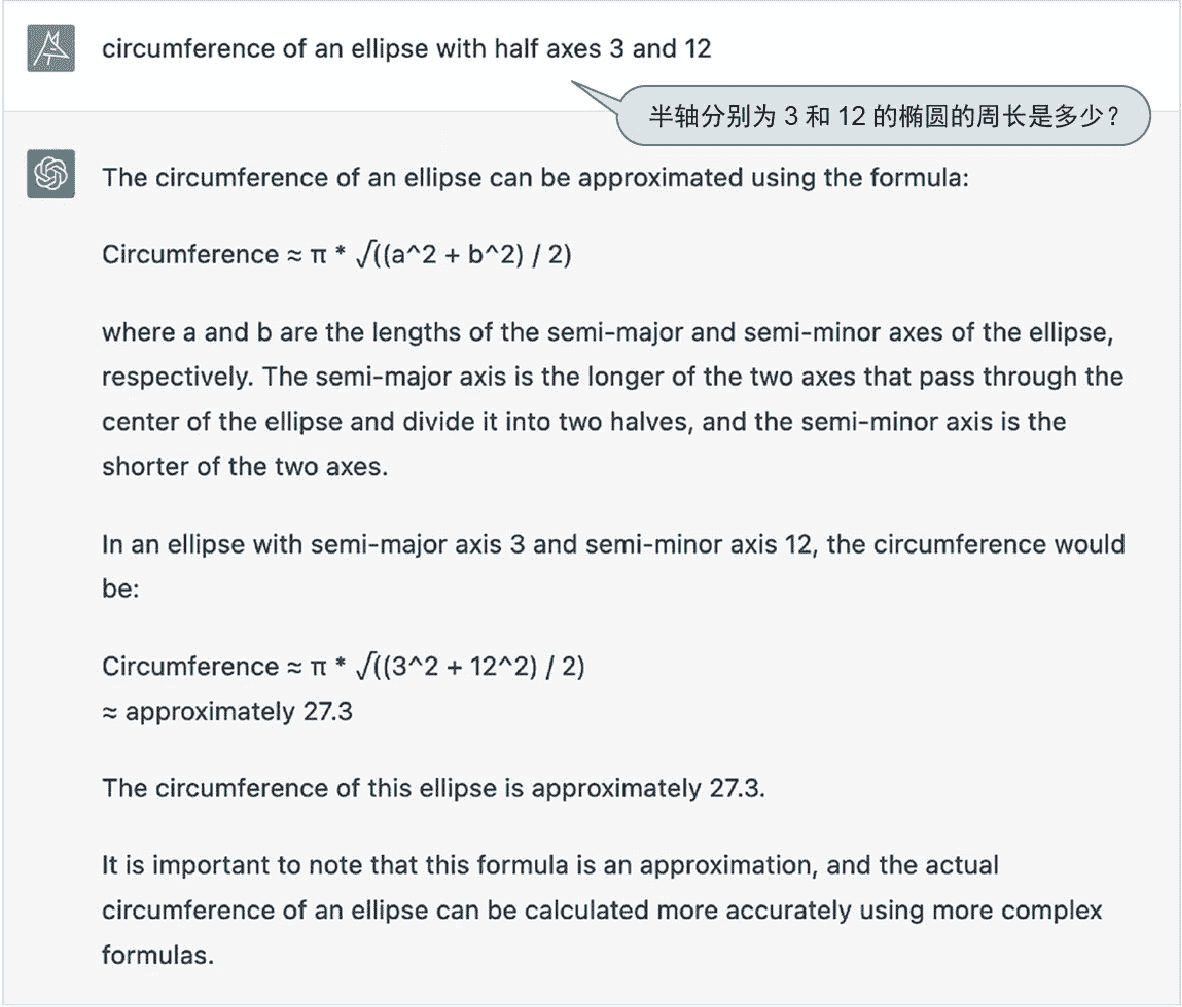 circumference of an ellipse with half axes 3 and 12
半轴分别为 3 和 12 的椭圆的周长是多少？
The circumference of an ellipse can be approximated using the formula:
Circumference ≈ π * √((a^2 + b^2) / 2)
where a and b are the lengths of the semi-major and semi-minor axes of the ellipse,
respectively. The semi-major axis is the longer of the two axes that pass through the
center of the ellipse and divide it into two halves, and the semi-minor axis is the
shorter of the two axes.
In an ellipse with semi-major axis 3 and semi-minor axis 12, the circumference would
be:
Circumference ≈ π * √((3^2 + 12^2) / 2)
≈ approximately 27.3
The circumference of this ellipse is approximately 27.3.
It is important to note that this formula is an approximation, and the actual
circumference of an ellipse can be calculated more accurately using more complex
formulas.